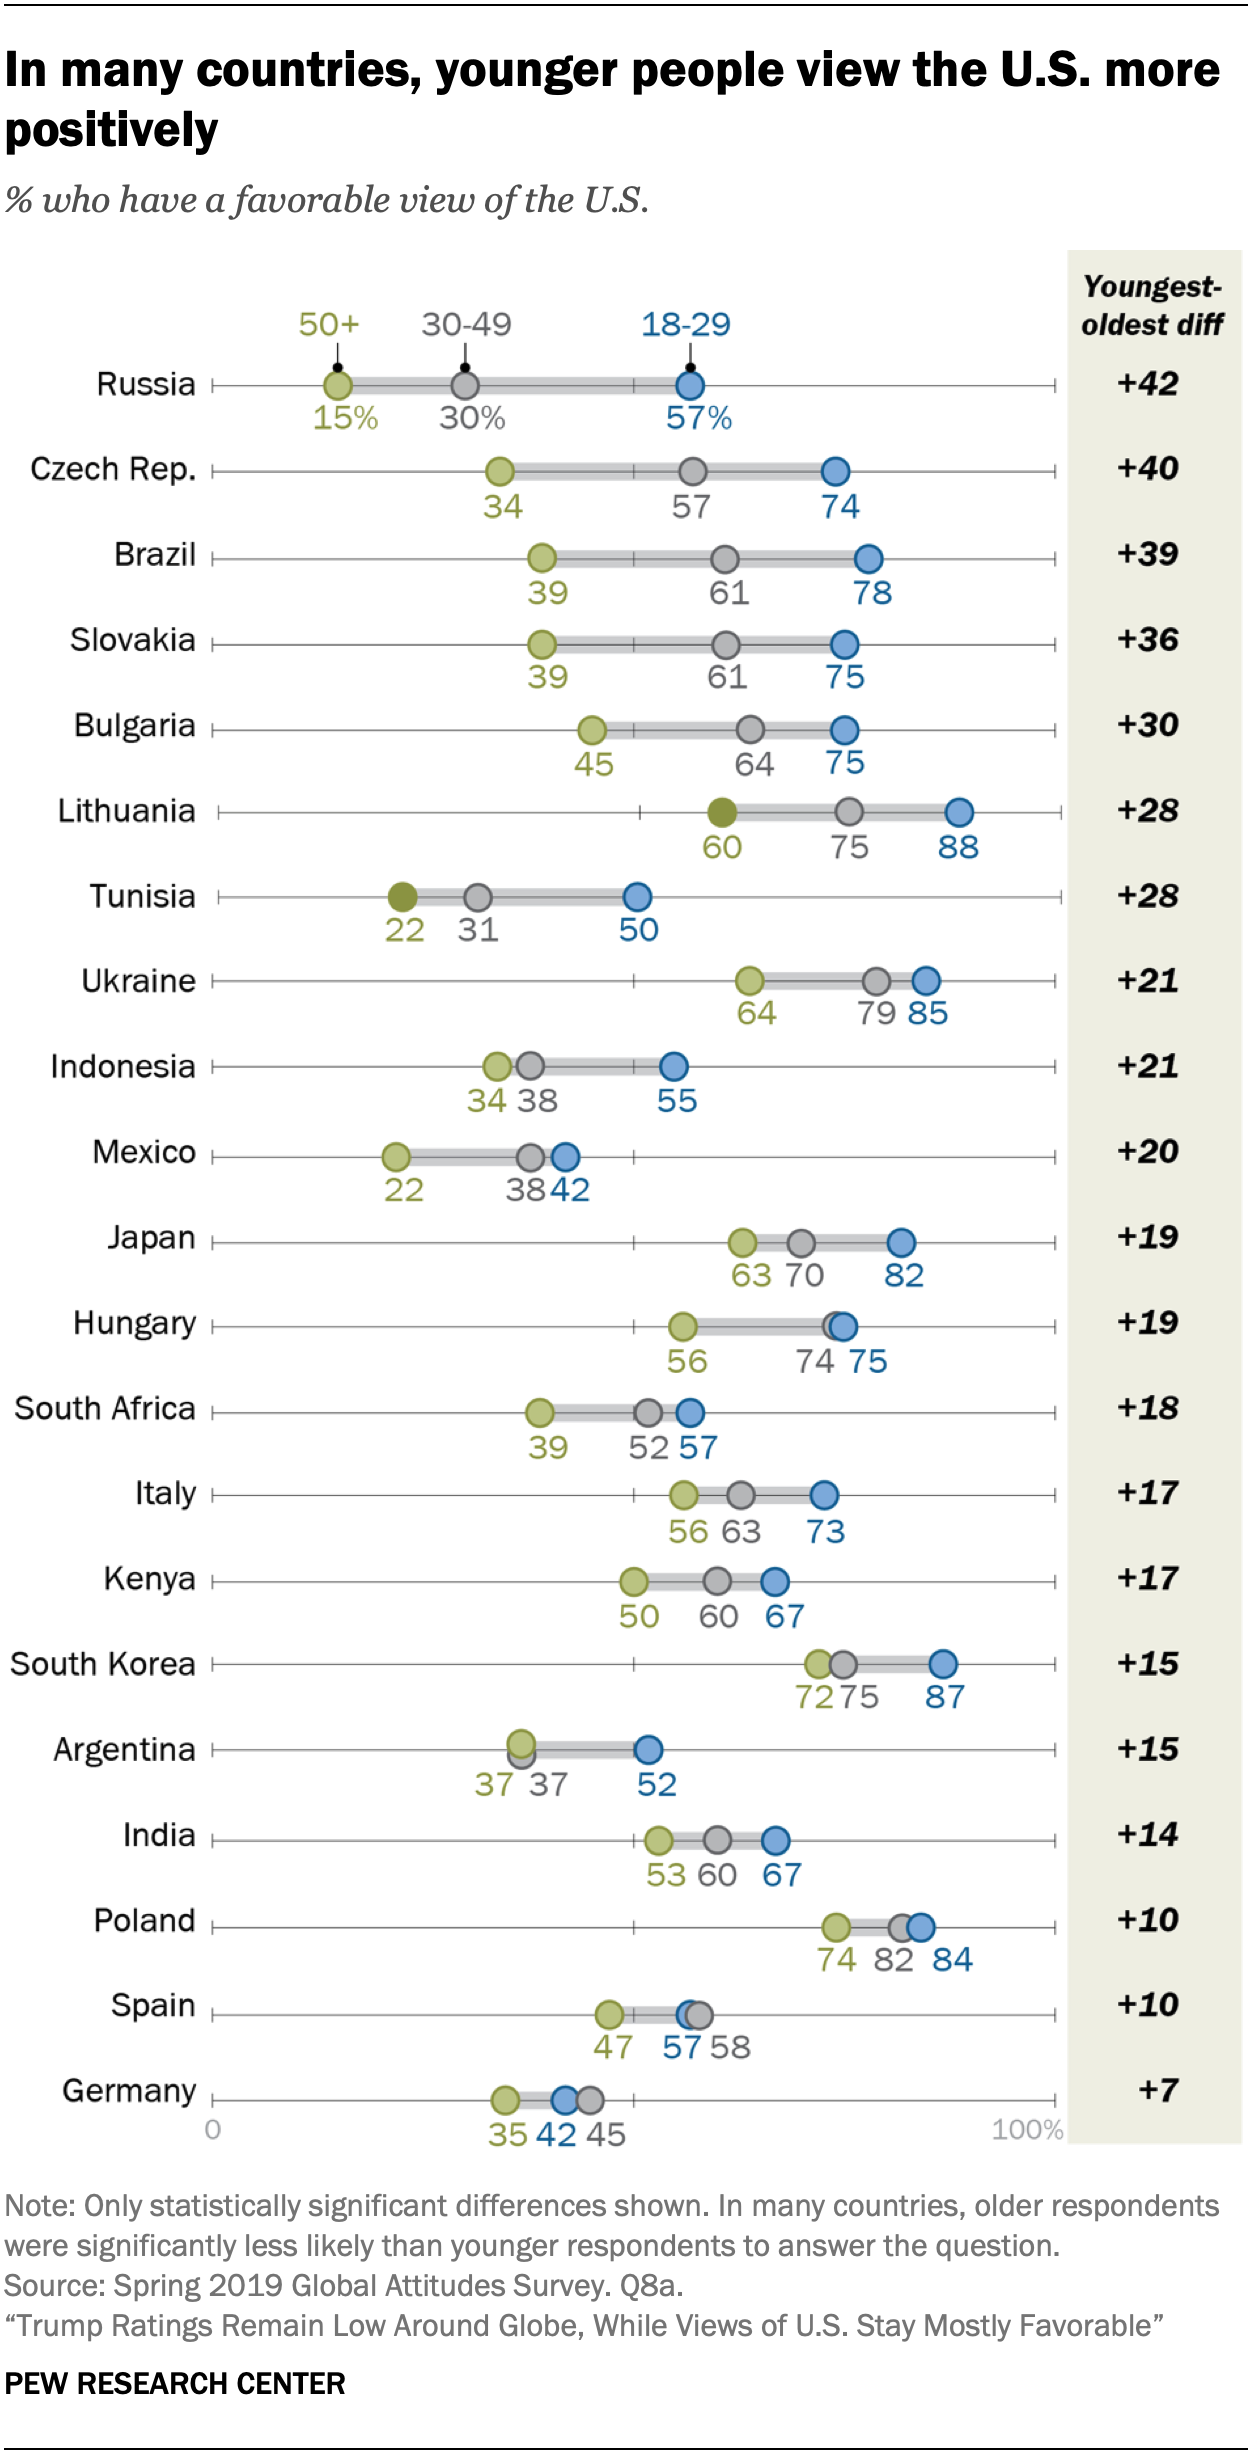 In many countries, younger people view the U.S. more
positively
% who have a favorable view of the U.S.
Youngest-
oldest diff
50+ 30-49 18-29
Russia +42
15% 30% 57%
Czech Rep. +40
34 57 74
Brazil +39
39 61 78
Slovakia +36
39 61 75
Bulgaria +30
45 64 75
Lithuania +28
60 75 88
Tunisia +28
22 31 50
Ukraine +21
64 79 85
Indonesia +21
34 38 55
Mexico +20
22 38 42
Japan +19
63 70 82
Hungary +19
56 74 75
South Africa +18
39 52 57
Italy +17
56 63 73
Kenya +17
50 60 67
South Korea +15
72 75 87
Argentina +15
37 37 52
India +14
53 60 67
Poland +10
74 82 84
Spain +10
47 57 58
Germany +7
0 100%
35 42 45
Note: Only statistically significant differences shown. In many countries, older respondents
were significantly less likely than younger respondents to answer the question.
Source: Spring 2019 Global Attitudes Survey. Q8a.
“Trump Ratings Remain Low Around Globe, While Views of U.S. Stay Mostly Favorable”
PEW RESEARCH CENTER